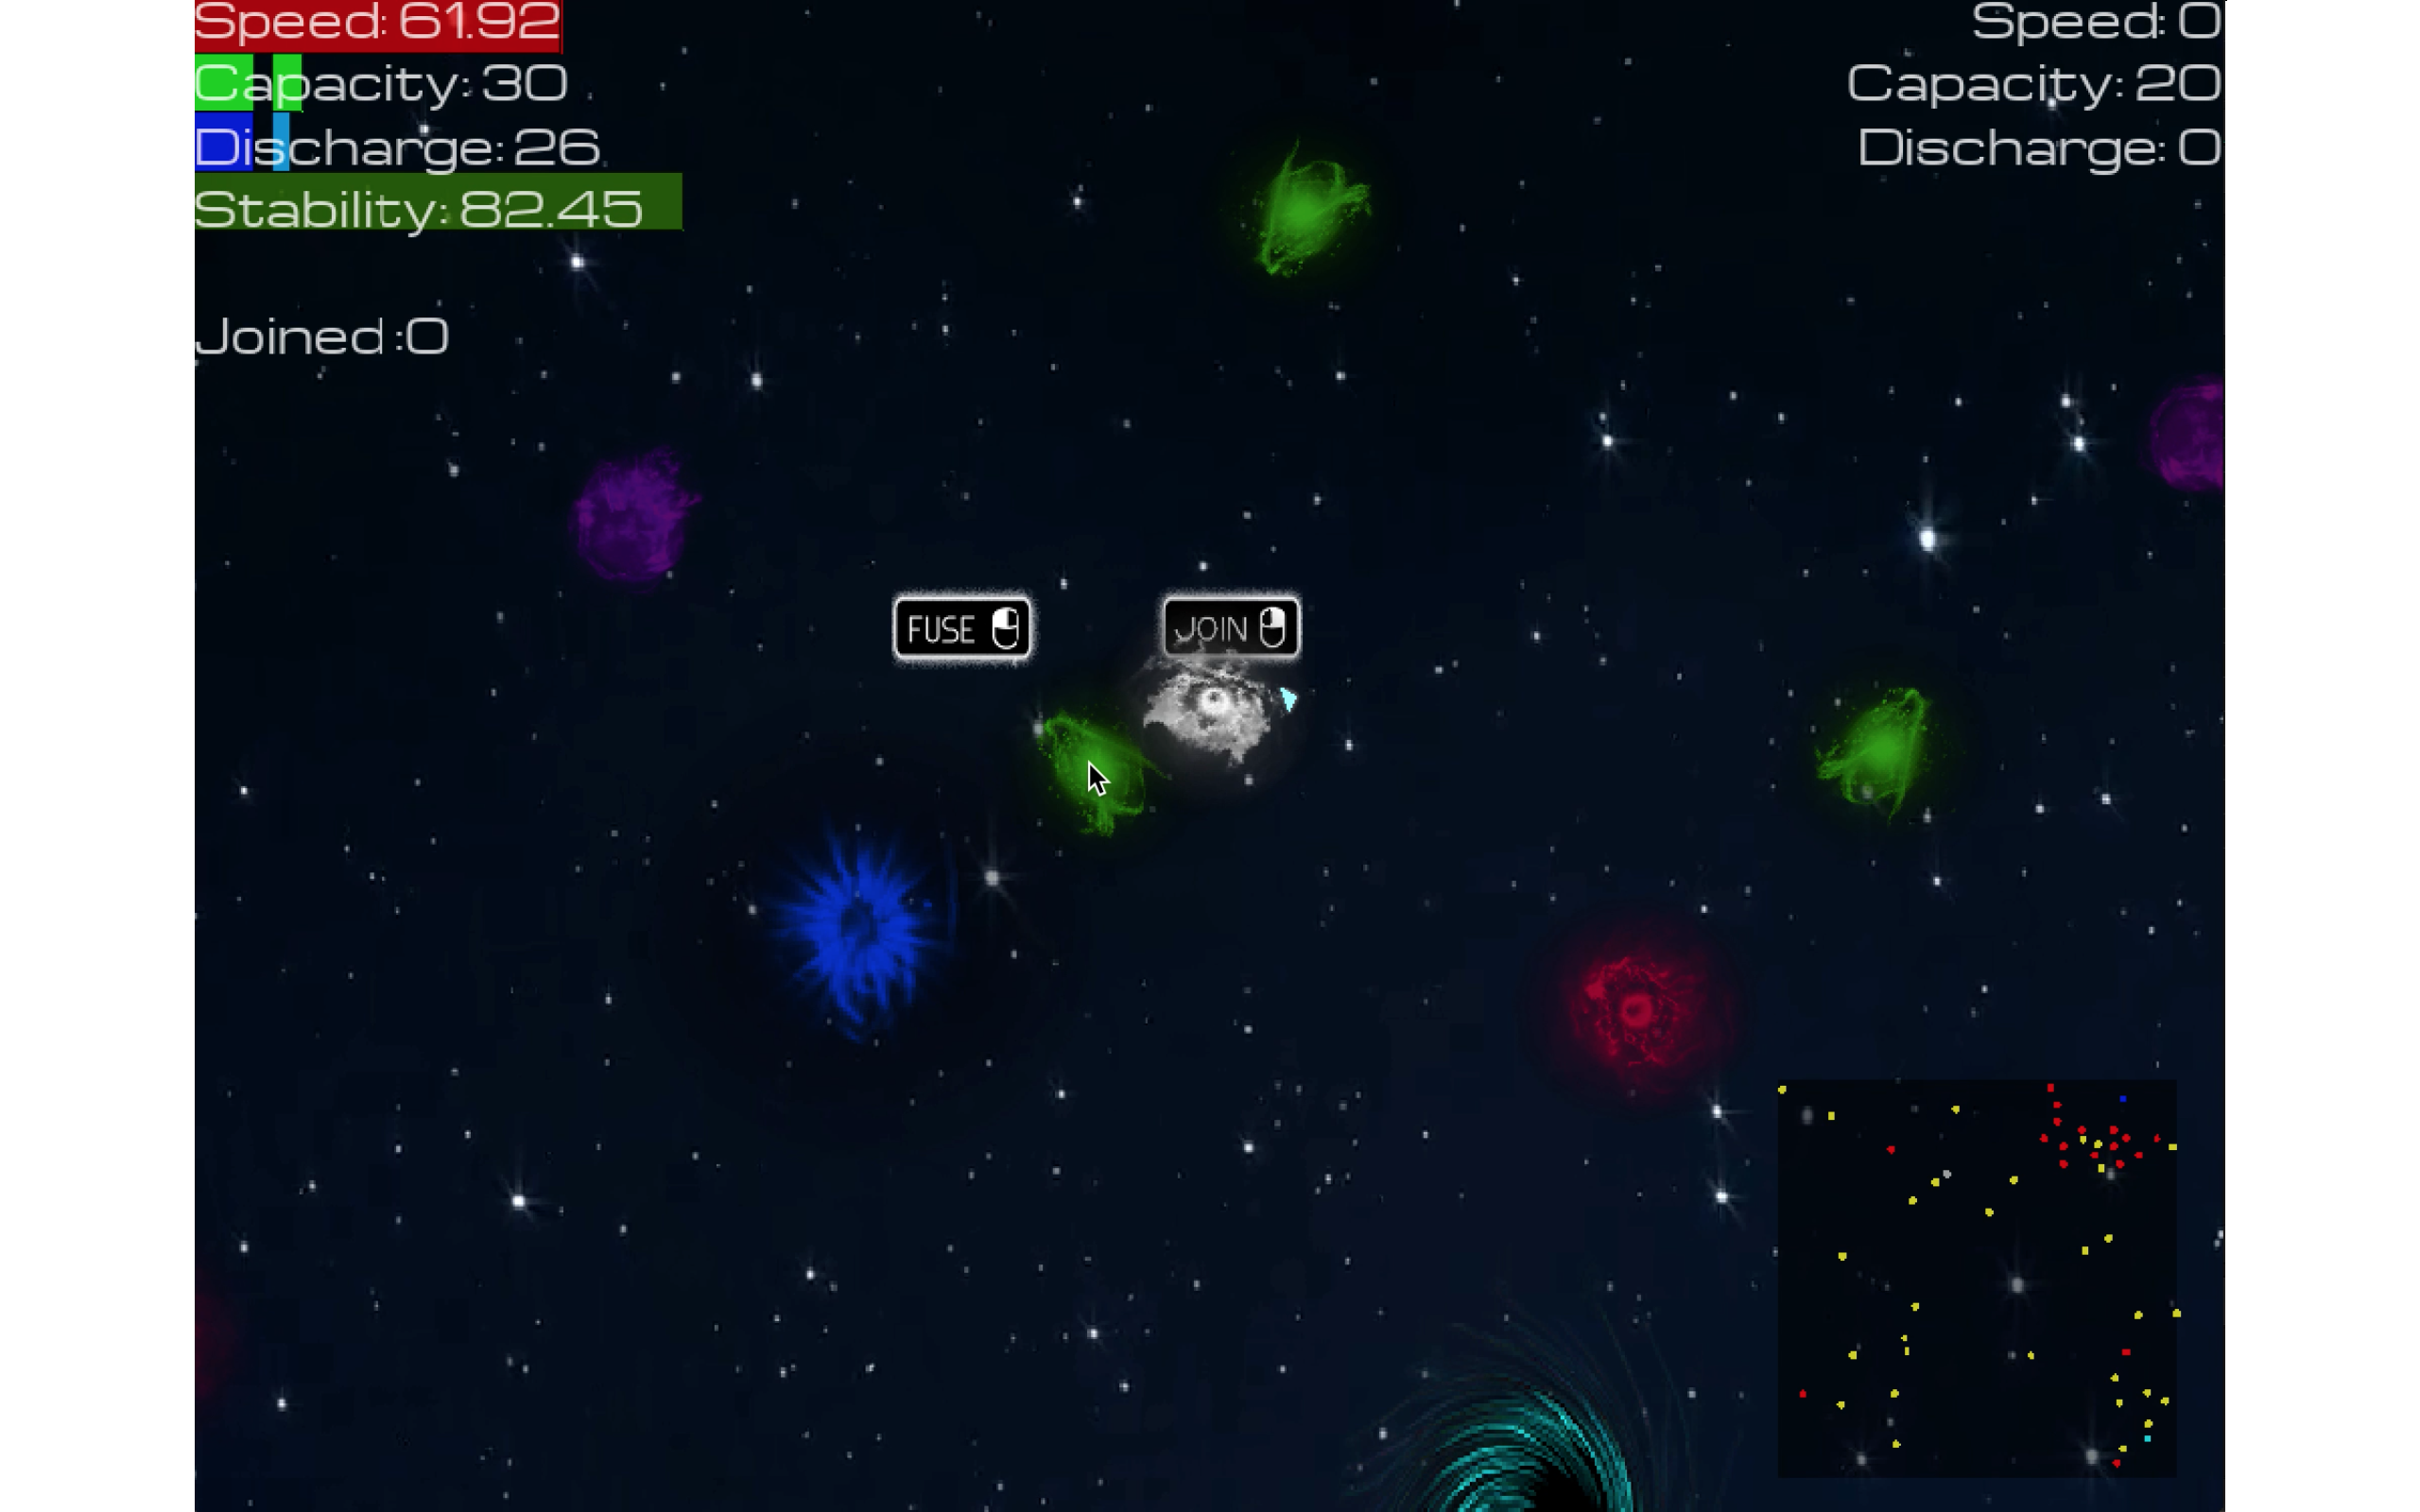 Speed: 61.92
Capacity: 30
Discharge: 26
Stability: 82.45
Joined :0
Speed: 0
Capacity: 20
Discharge: 0
FUSE
JOIN